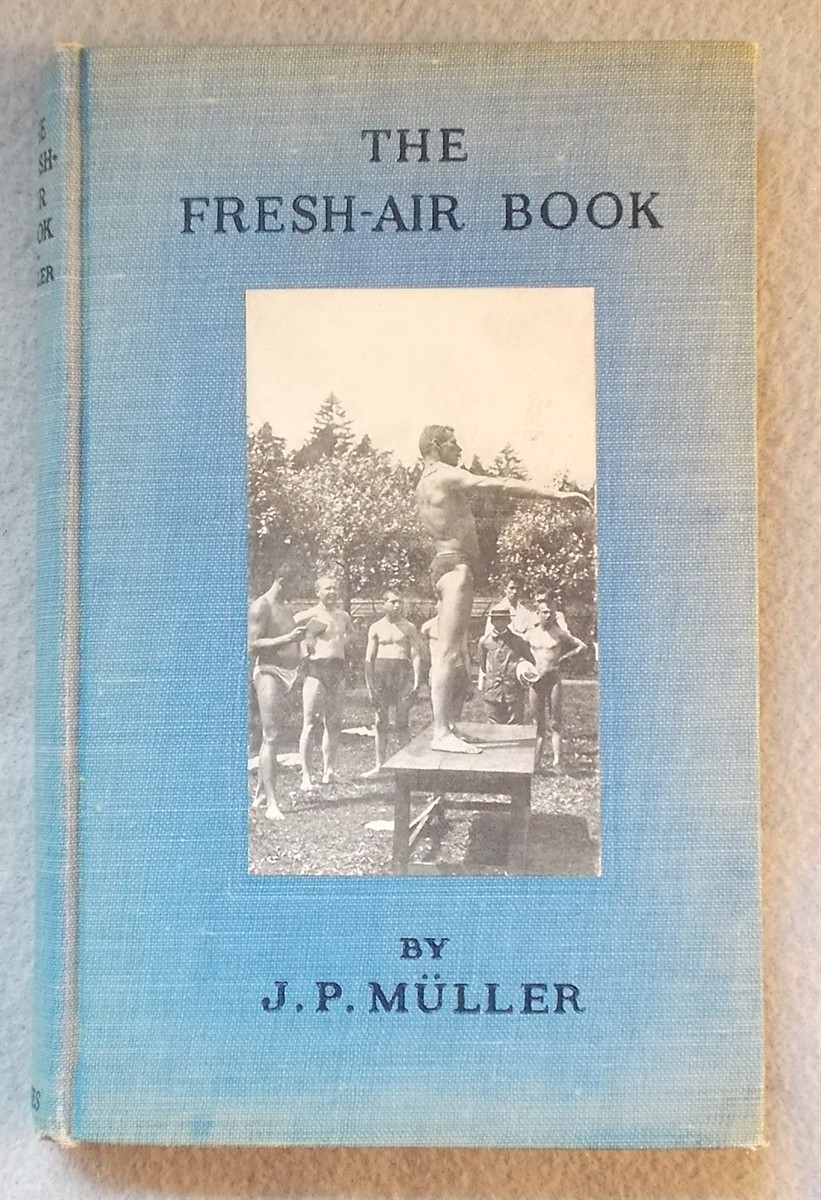 THE
FRESH-AIR BOOK
BY
J. P. MÜLLER